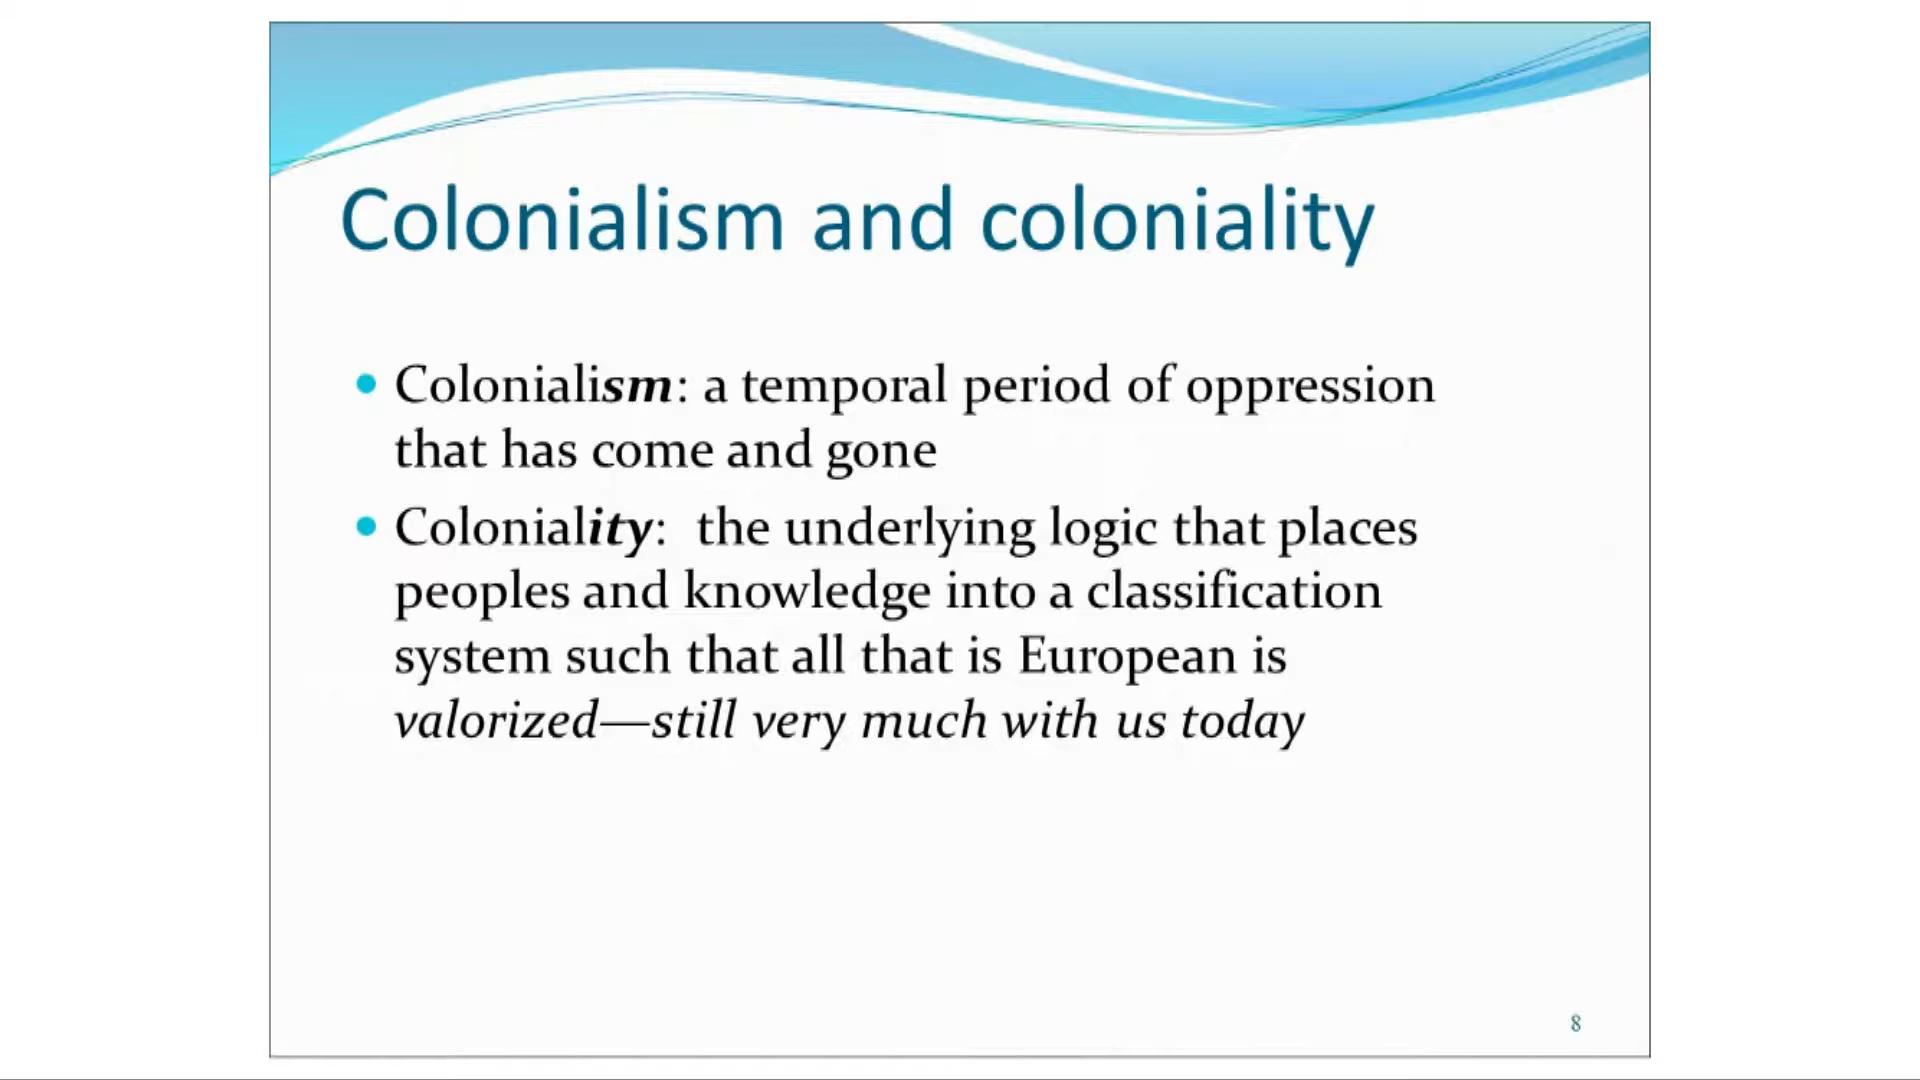 Colonialism and coloniality
• Colonialism: a temporal period of oppression
that has come and gone
• Coloniality:  the underlying logic that places
peoples and knowledge into a classification
system such that all that is European is
valorized—still very much with us today
8